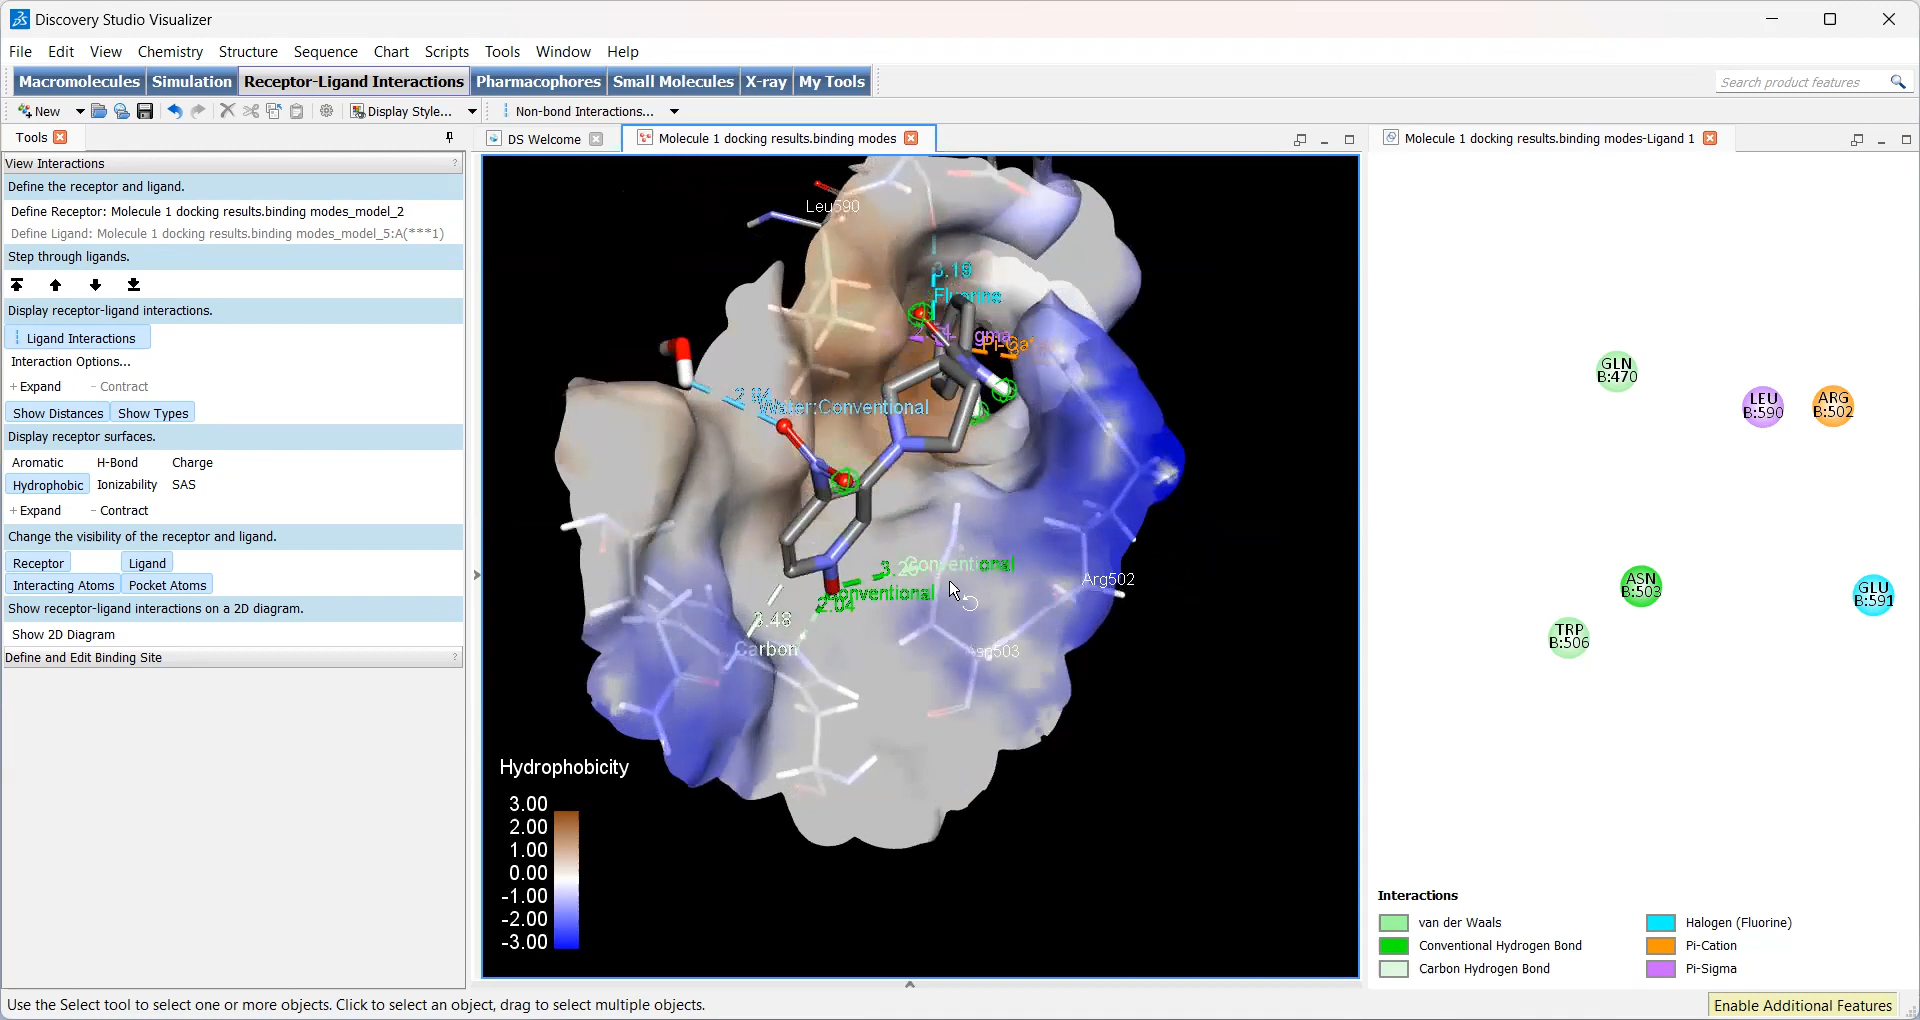 Discovery Studio Visualizer
File Edit View Chemistry Structure Sequence Chart Scripts Tools Window Help
Macromolecules Simulation Receptor-Ligand Interactions Pharmacophores Small Molecules X-ray My Tools
Search product features
New Display Style... Non-bond Interactions...
Tools
DS Welcome
Molecule 1 docking results.binding modes
Molecule 1 docking results.binding modes-Ligand 1
View Interactions ?
Define the receptor and ligand.
Define Receptor: Molecule 1 docking results.binding modes_model_2
Define Ligand: Molecule 1 docking results.binding modes_model_5:A(***1)
Step through ligands.
Display receptor-ligand interactions.
Ligand Interactions
Interaction Options...
+ Expand - Contract
Show Distances Show Types
Display receptor surfaces.
Aromatic H-Bond Charge
Hydrophobic Ionizability SAS
+ Expand - Contract
Change the visibility of the receptor and ligand.
Receptor Ligand
Interacting Atoms Pocket Atoms
Show receptor-ligand interactions on a 2D diagram.
Show 2D Diagram
Define and Edit Binding Site ?
Leu590
3.19
Fluorine
Water:Conventional
Conventional
Conventional
2.04
3.48
Carbon
Arg502
Asn503
Hydrophobicity
3.00
2.00
1.00
0.00
-1.00
-2.00
-3.00
GLN
B:470
LEU
B:590
ARG
B:502
ASN
B:503
GLU
B:591
TRP
B:506
Interactions
van der Waals
Conventional Hydrogen Bond
Carbon Hydrogen Bond
Halogen (Fluorine)
Pi-Cation
Pi-Sigma
Use the Select tool to select one or more objects. Click to select an object, drag to select multiple objects.
Enable Additional Features